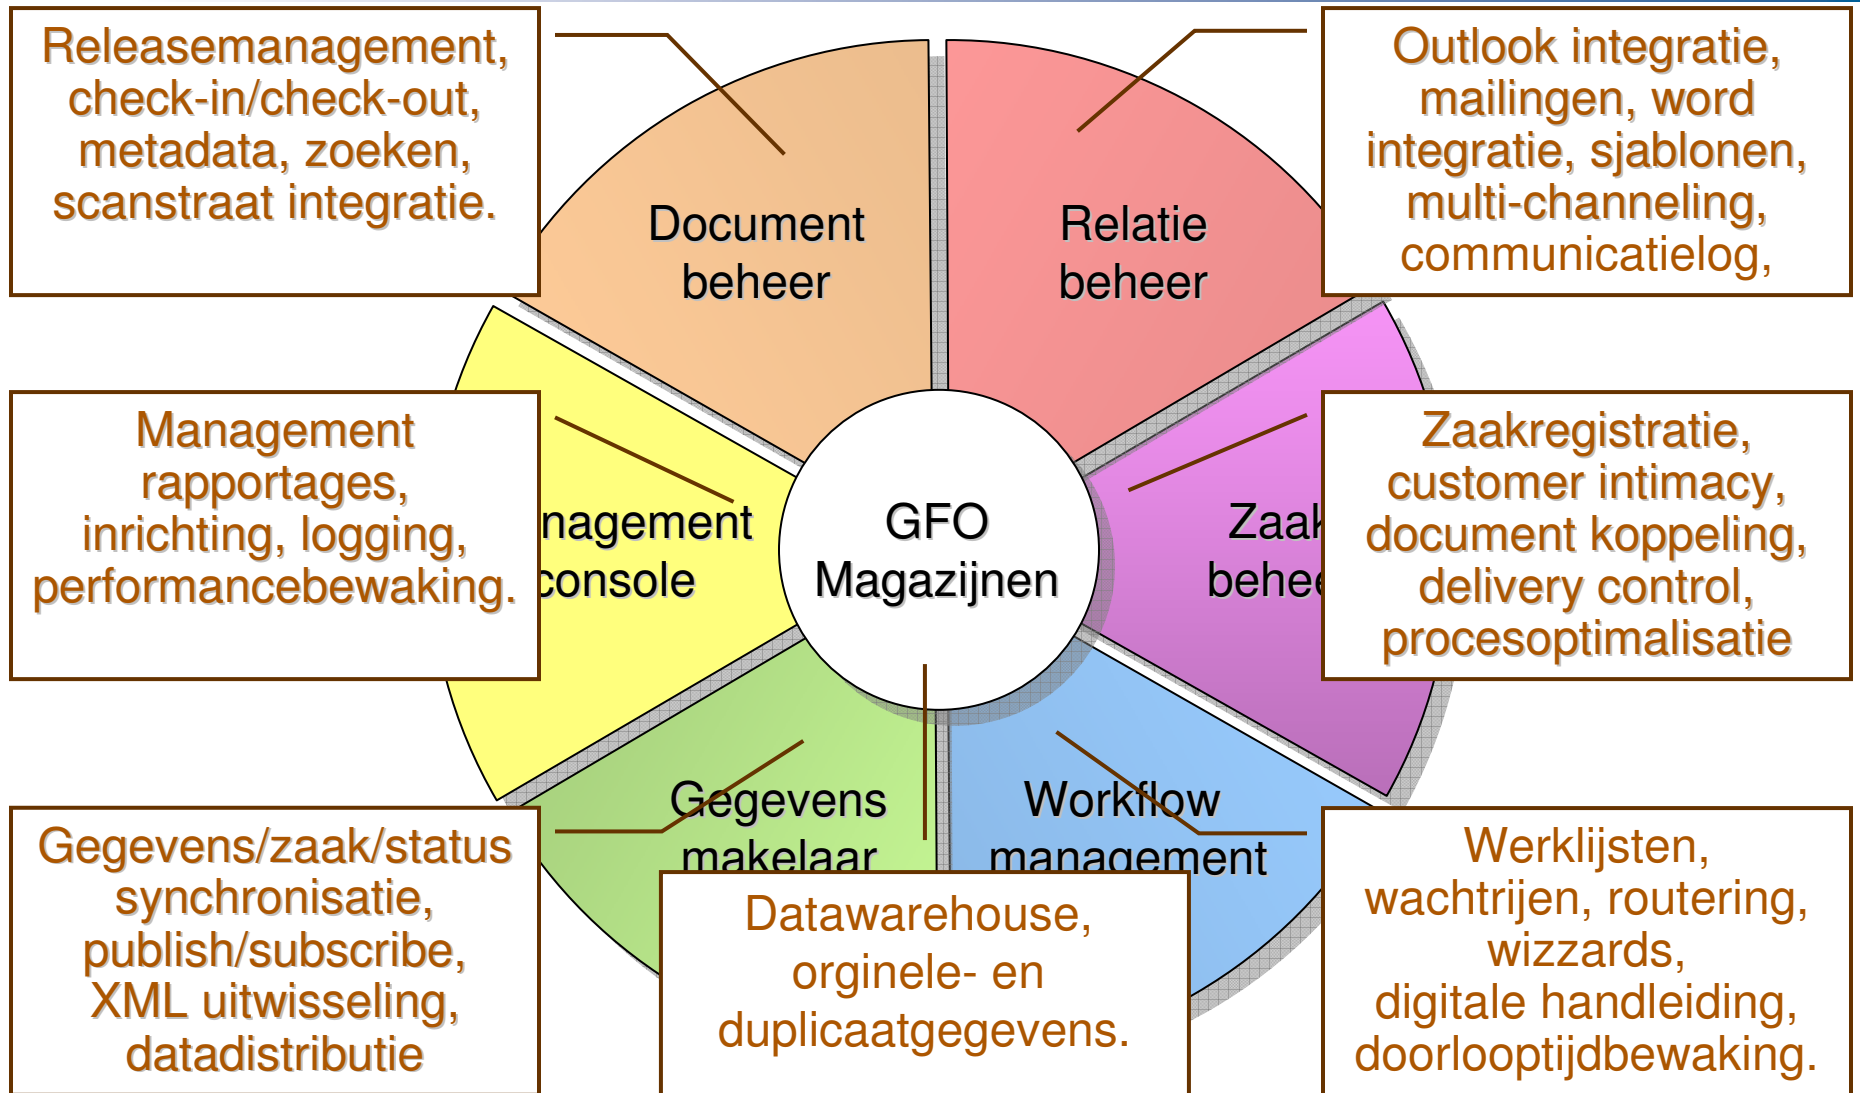 Releasemanagement,
check-in/check-out,
metadata, zoeken,
scanstraat integratie.
Outlook integratie,
mailingen, word
integratie, sjablonen,
multi-channeling,
communicatielog,
Document
beheer
Relatie
beheer
Management
rapportages,
inrichting, logging,
performancebewaking.
nagement
console
GFO
Magazijnen
Zaak
behee
Zaakregistratie,
customer intimacy,
document koppeling,
delivery control,
procesoptimalisatie
Gegevens
makelaar
Workflow
management
Gegevens/zaak/status
synchronisatie,
publish/subscribe,
XML uitwisseling,
datadistributie
Datawarehouse,
orginele- en
duplicaatgegevens.
Werklijsten,
wachtrijen, routering,
wizzards,
digitale handleiding,
doorlooptijdbewaking.